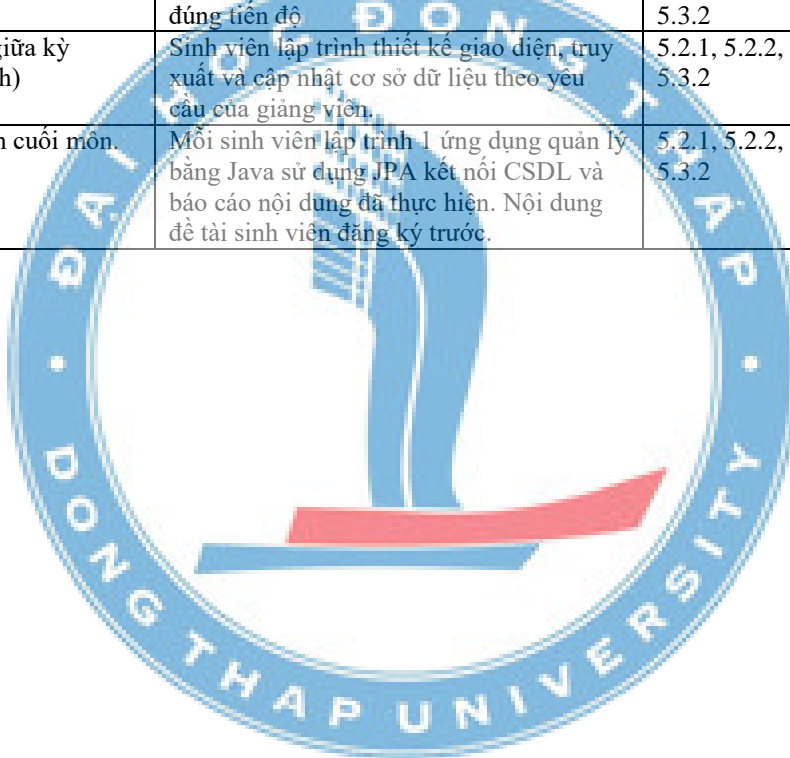 đúng tiến độ 5.3.2
giữa kỳ Sinh viên lập trình thiết kế giao diện, truy 5.2.1, 5.2.2,
h) xuất và cập nhật cơ sở dữ liệu theo yêu 5.3.2
cầu của giảng viên.
n cuối môn. Mỗi sinh viên lập trình 1 ứng dụng quản lý 5.2.1, 5.2.2,
bằng Java sử dụng JPA kết nối CSDL và 5.3.2
báo cáo nội dung đã thực hiện. Nội dung
đề tài sinh viên đăng ký trước.
ĐẠI HỌC ĐỒNG THÁP
DONG THAP UNIVERSITY